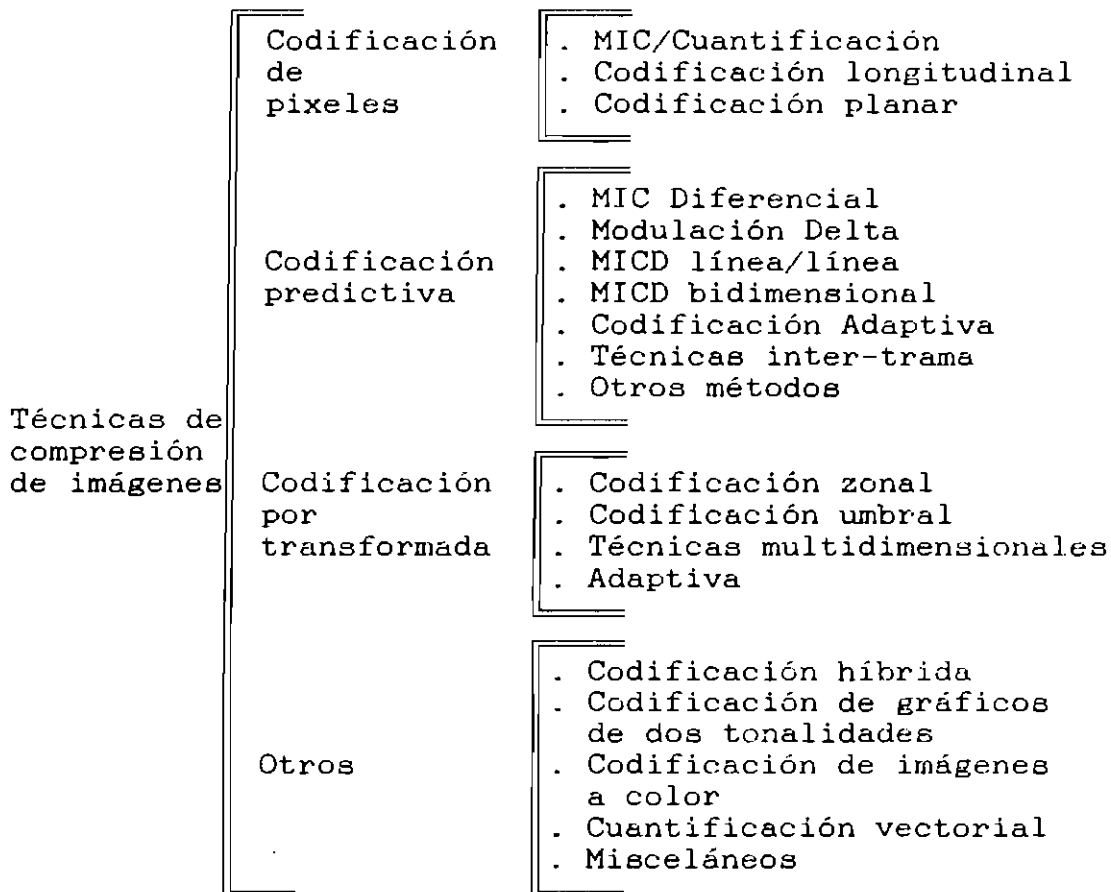 Técnicas de
compresión
de imágenes
Codificación
de
pixeles
. MIC/Cuantificación
. Codificación longitudinal
. Codificación planar
Codificación
predictiva
. MIC Diferencial
. Modulación Delta
. MICD línea/línea
. MICD bidimensional
. Codificación Adaptiva
. Técnicas inter-trama
. Otros métodos
Codificación
por
transformada
. Codificación zonal
. Codificación umbral
. Técnicas multidimensionales
. Adaptiva
Otros
. Codificación híbrida
. Codificación de gráficos
de dos tonalidades
. Codificación de imágenes
a color
. Cuantificación vectorial
. Misceláneos